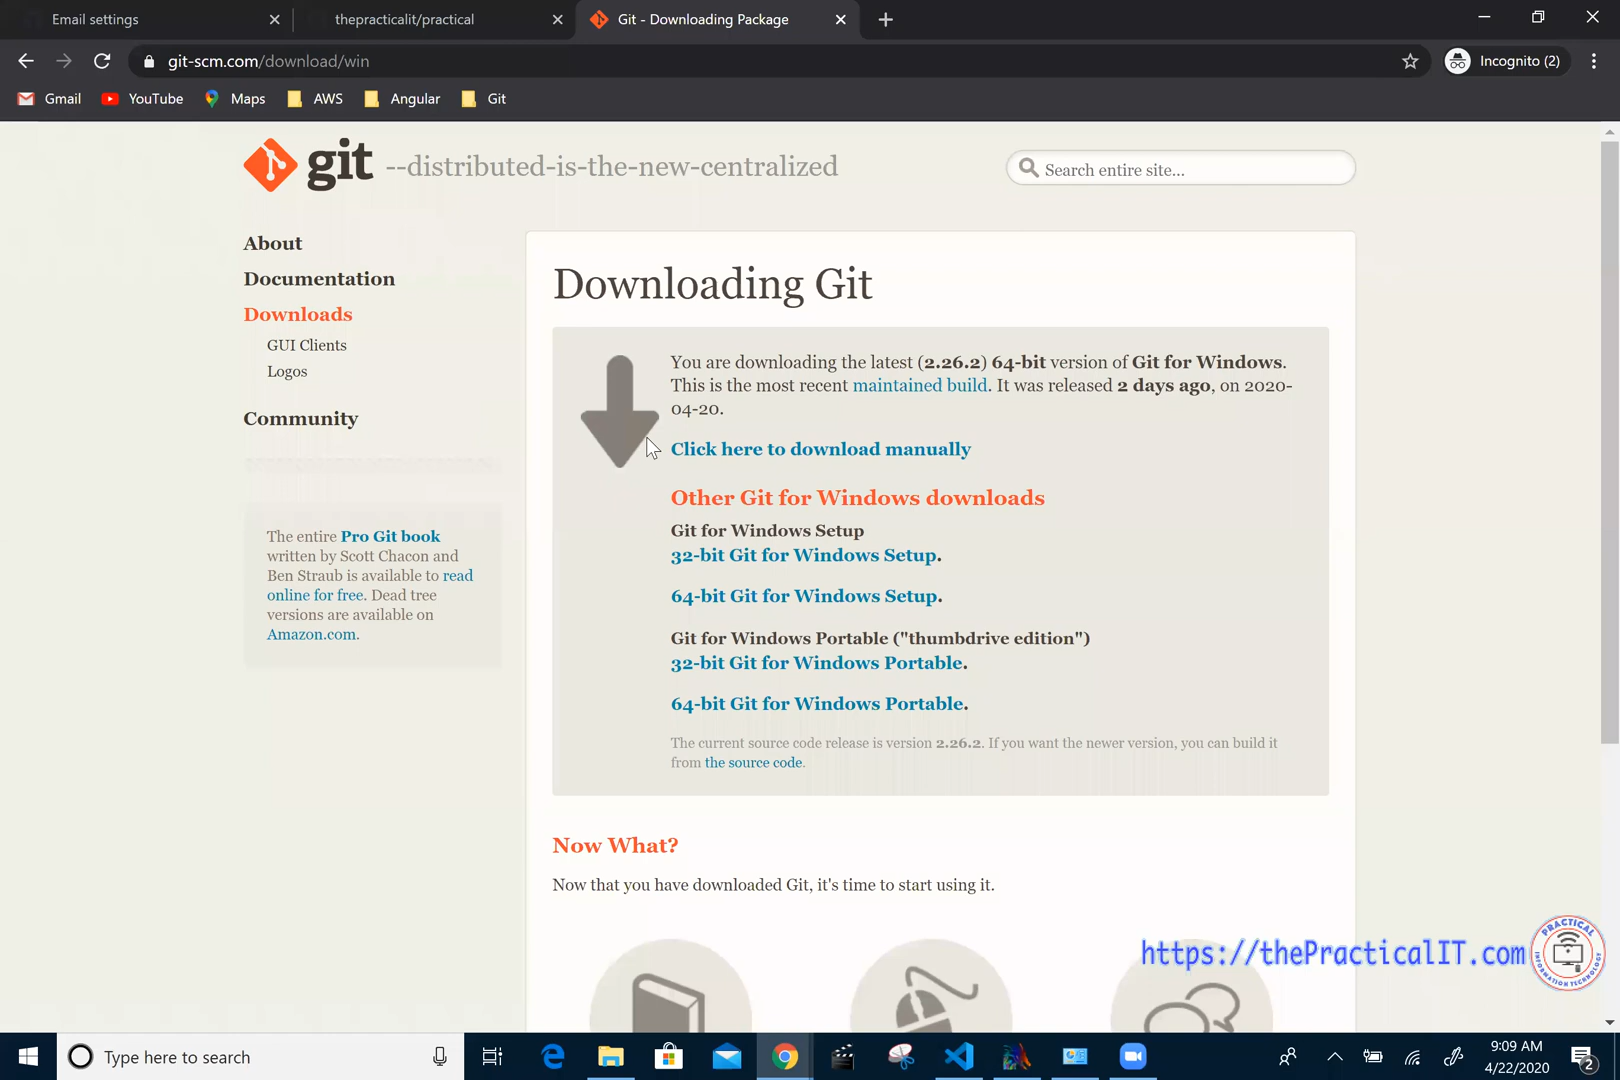 Email settings
thepracticalit/practical
Git - Downloading Package
git-scm.com/download/win
Incognito (2)
Gmail
YouTube
Maps
AWS
Angular
Git
git --distributed-is-the-new-centralized
Search entire site...
About
Documentation
Downloads
GUI Clients
Logos
Community
The entire Pro Git book
written by Scott Chacon and
Ben Straub is available to read
online for free. Dead tree
versions are available on
Amazon.com.
Downloading Git
You are downloading the latest (2.26.2) 64-bit version of Git for Windows.
This is the most recent maintained build. It was released 2 days ago, on 2020-
04-20.
Click here to download manually
Other Git for Windows downloads
Git for Windows Setup
32-bit Git for Windows Setup.
64-bit Git for Windows Setup.
Git for Windows Portable ("thumbdrive edition")
32-bit Git for Windows Portable.
64-bit Git for Windows Portable.
The current source code release is version 2.26.2. If you want the newer version, you can build it
from the source code.
Now What?
Now that you have downloaded Git, it's time to start using it.
https://thePracticalIT.com
PRACTICAL
INFORMATION TECHNOLOGY
Type here to search
9:09 AM
4/22/2020
2